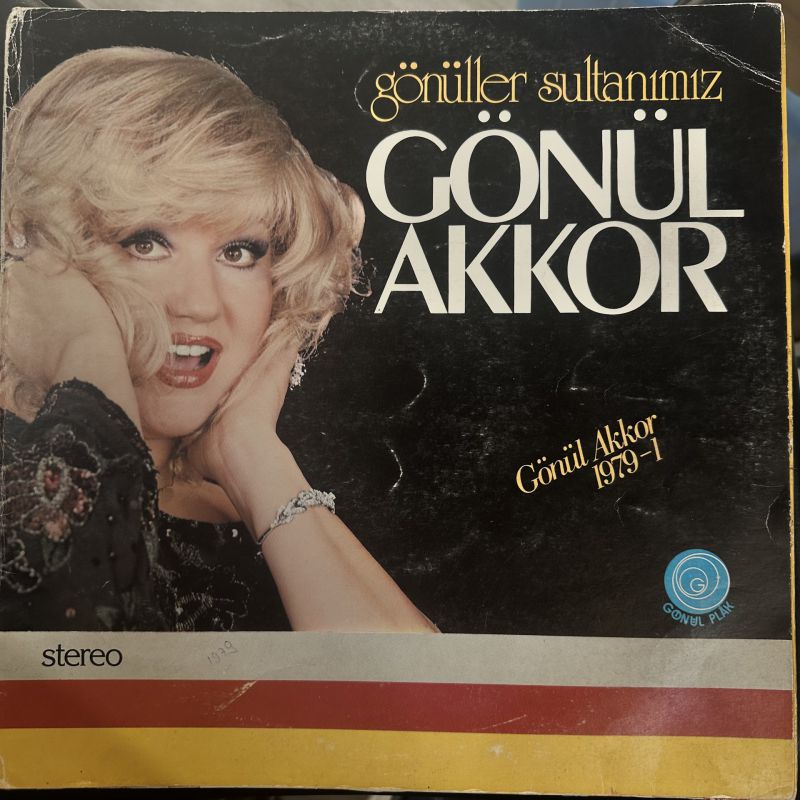 gönüller sultanımız
GÖNÜL
AKKOR
Gönül Akkor
1979-1
GÖNÜL PLAK
stereo
1979